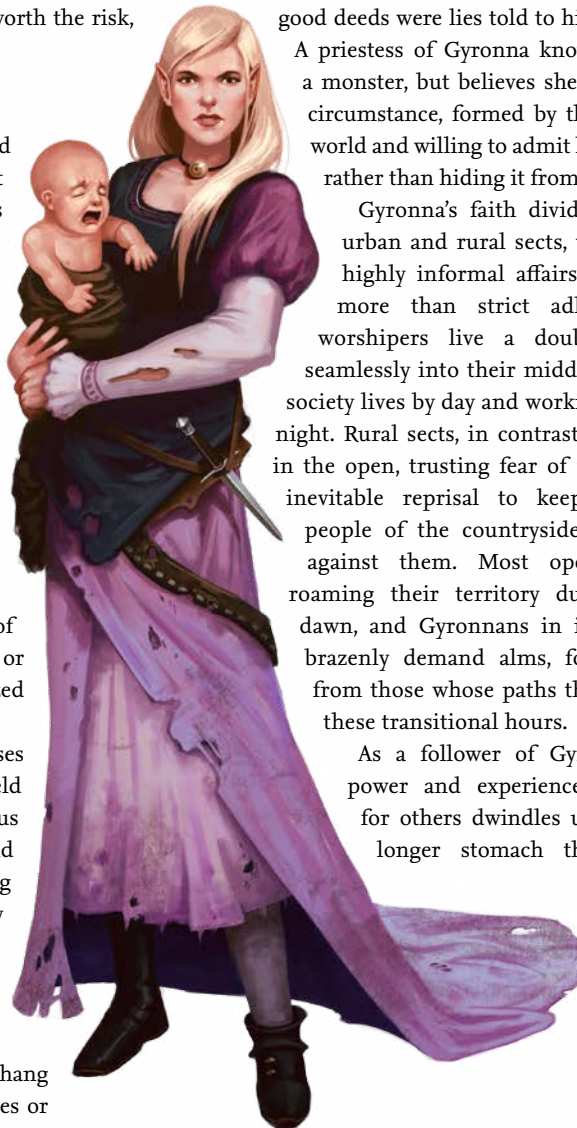 worth the risk,
d
t
s
of
or
zed
ses
eld
us
d
g
hang
es or
good deeds were lies told to hi
A priestess of Gyronna kno
a monster, but believes she
circumstance, formed by th
world and willing to admit
rather than hiding it from
Gyronna's faith divid
urban and rural sects,
highly informal affairs
more than strict adh
worshipers live a doub
seamlessly into their midd
society lives by day and worki
night. Rural sects, in contrast
in the open, trusting fear of
inevitable reprisal to keep
people of the countryside
against them. Most ope
roaming their territory du
dawn, and Gyronnans in i
brazenly demand alms, fo
from those whose paths th
these transitional hours.
As a follower of Gy
power and experience
for others dwindles u
longer stomach th